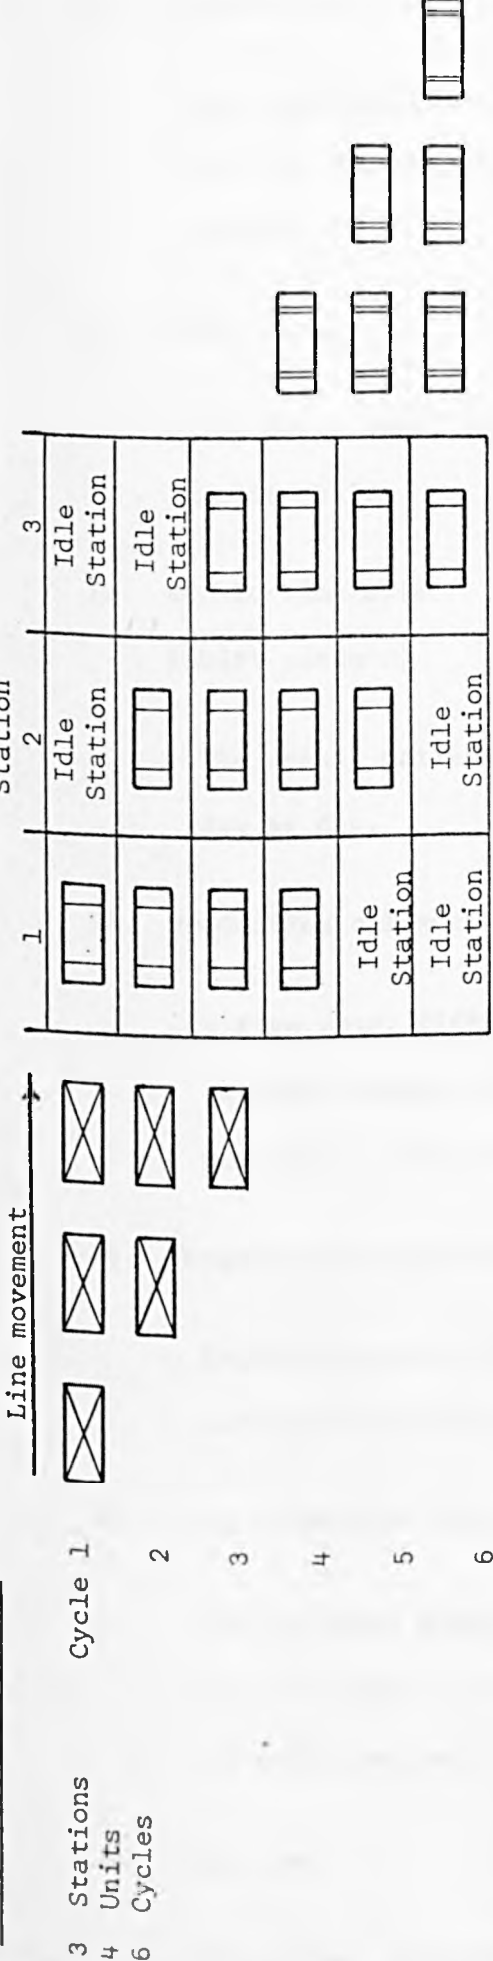 Station
Line movement
1 2 3
3 Stations Cycle 1 Idle Station Idle Station
4 Units
6 Cycles
2 Idle Station
3
4
5 Idle Station
6 Idle Station Idle Station